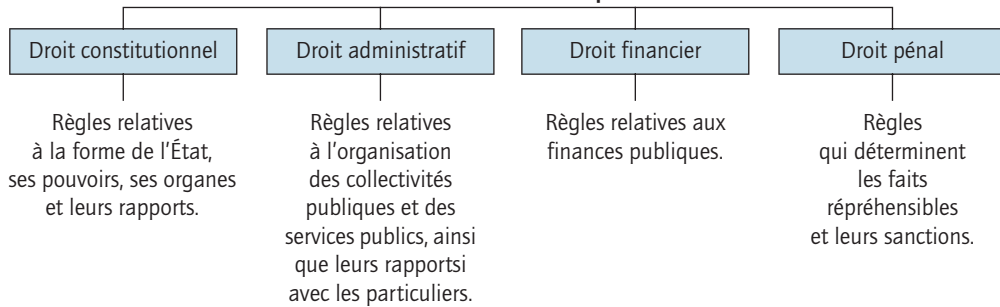 Droit constitutionnel
Droit administratif
Droit financier
Droit pénal
Règles relatives
à la forme de l'État,
ses pouvoirs, ses organes
et leurs rapports.
Règles relatives
à l'organisation
des collectivités
publiques et des
services publics, ainsi
que leurs rapportsi
avec les particuliers.
Règles relatives aux
finances publiques.
Règles
qui déterminent
les faits
répréhensibles
et leurs sanctions.